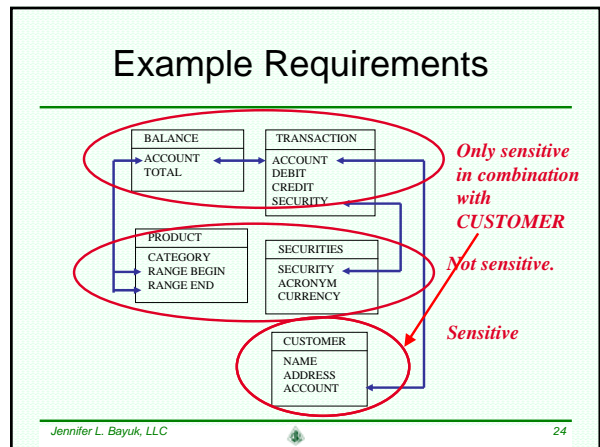 Example Requirements
BALANCE
ACCOUNT
TOTAL
TRANSACTION
ACCOUNT
DEBIT
CREDIT
SECURITY
Only sensitive
in combination
with
CUSTOMER
PRODUCT
CATEGORY
RANGE BEGIN
RANGE END
SECURITIES
SECURITY
ACRONYM
CURRENCY
Not sensitive.
CUSTOMER
NAME
ADDRESS
ACCOUNT
Sensitive
Jennifer L. Bayuk, LLC
24